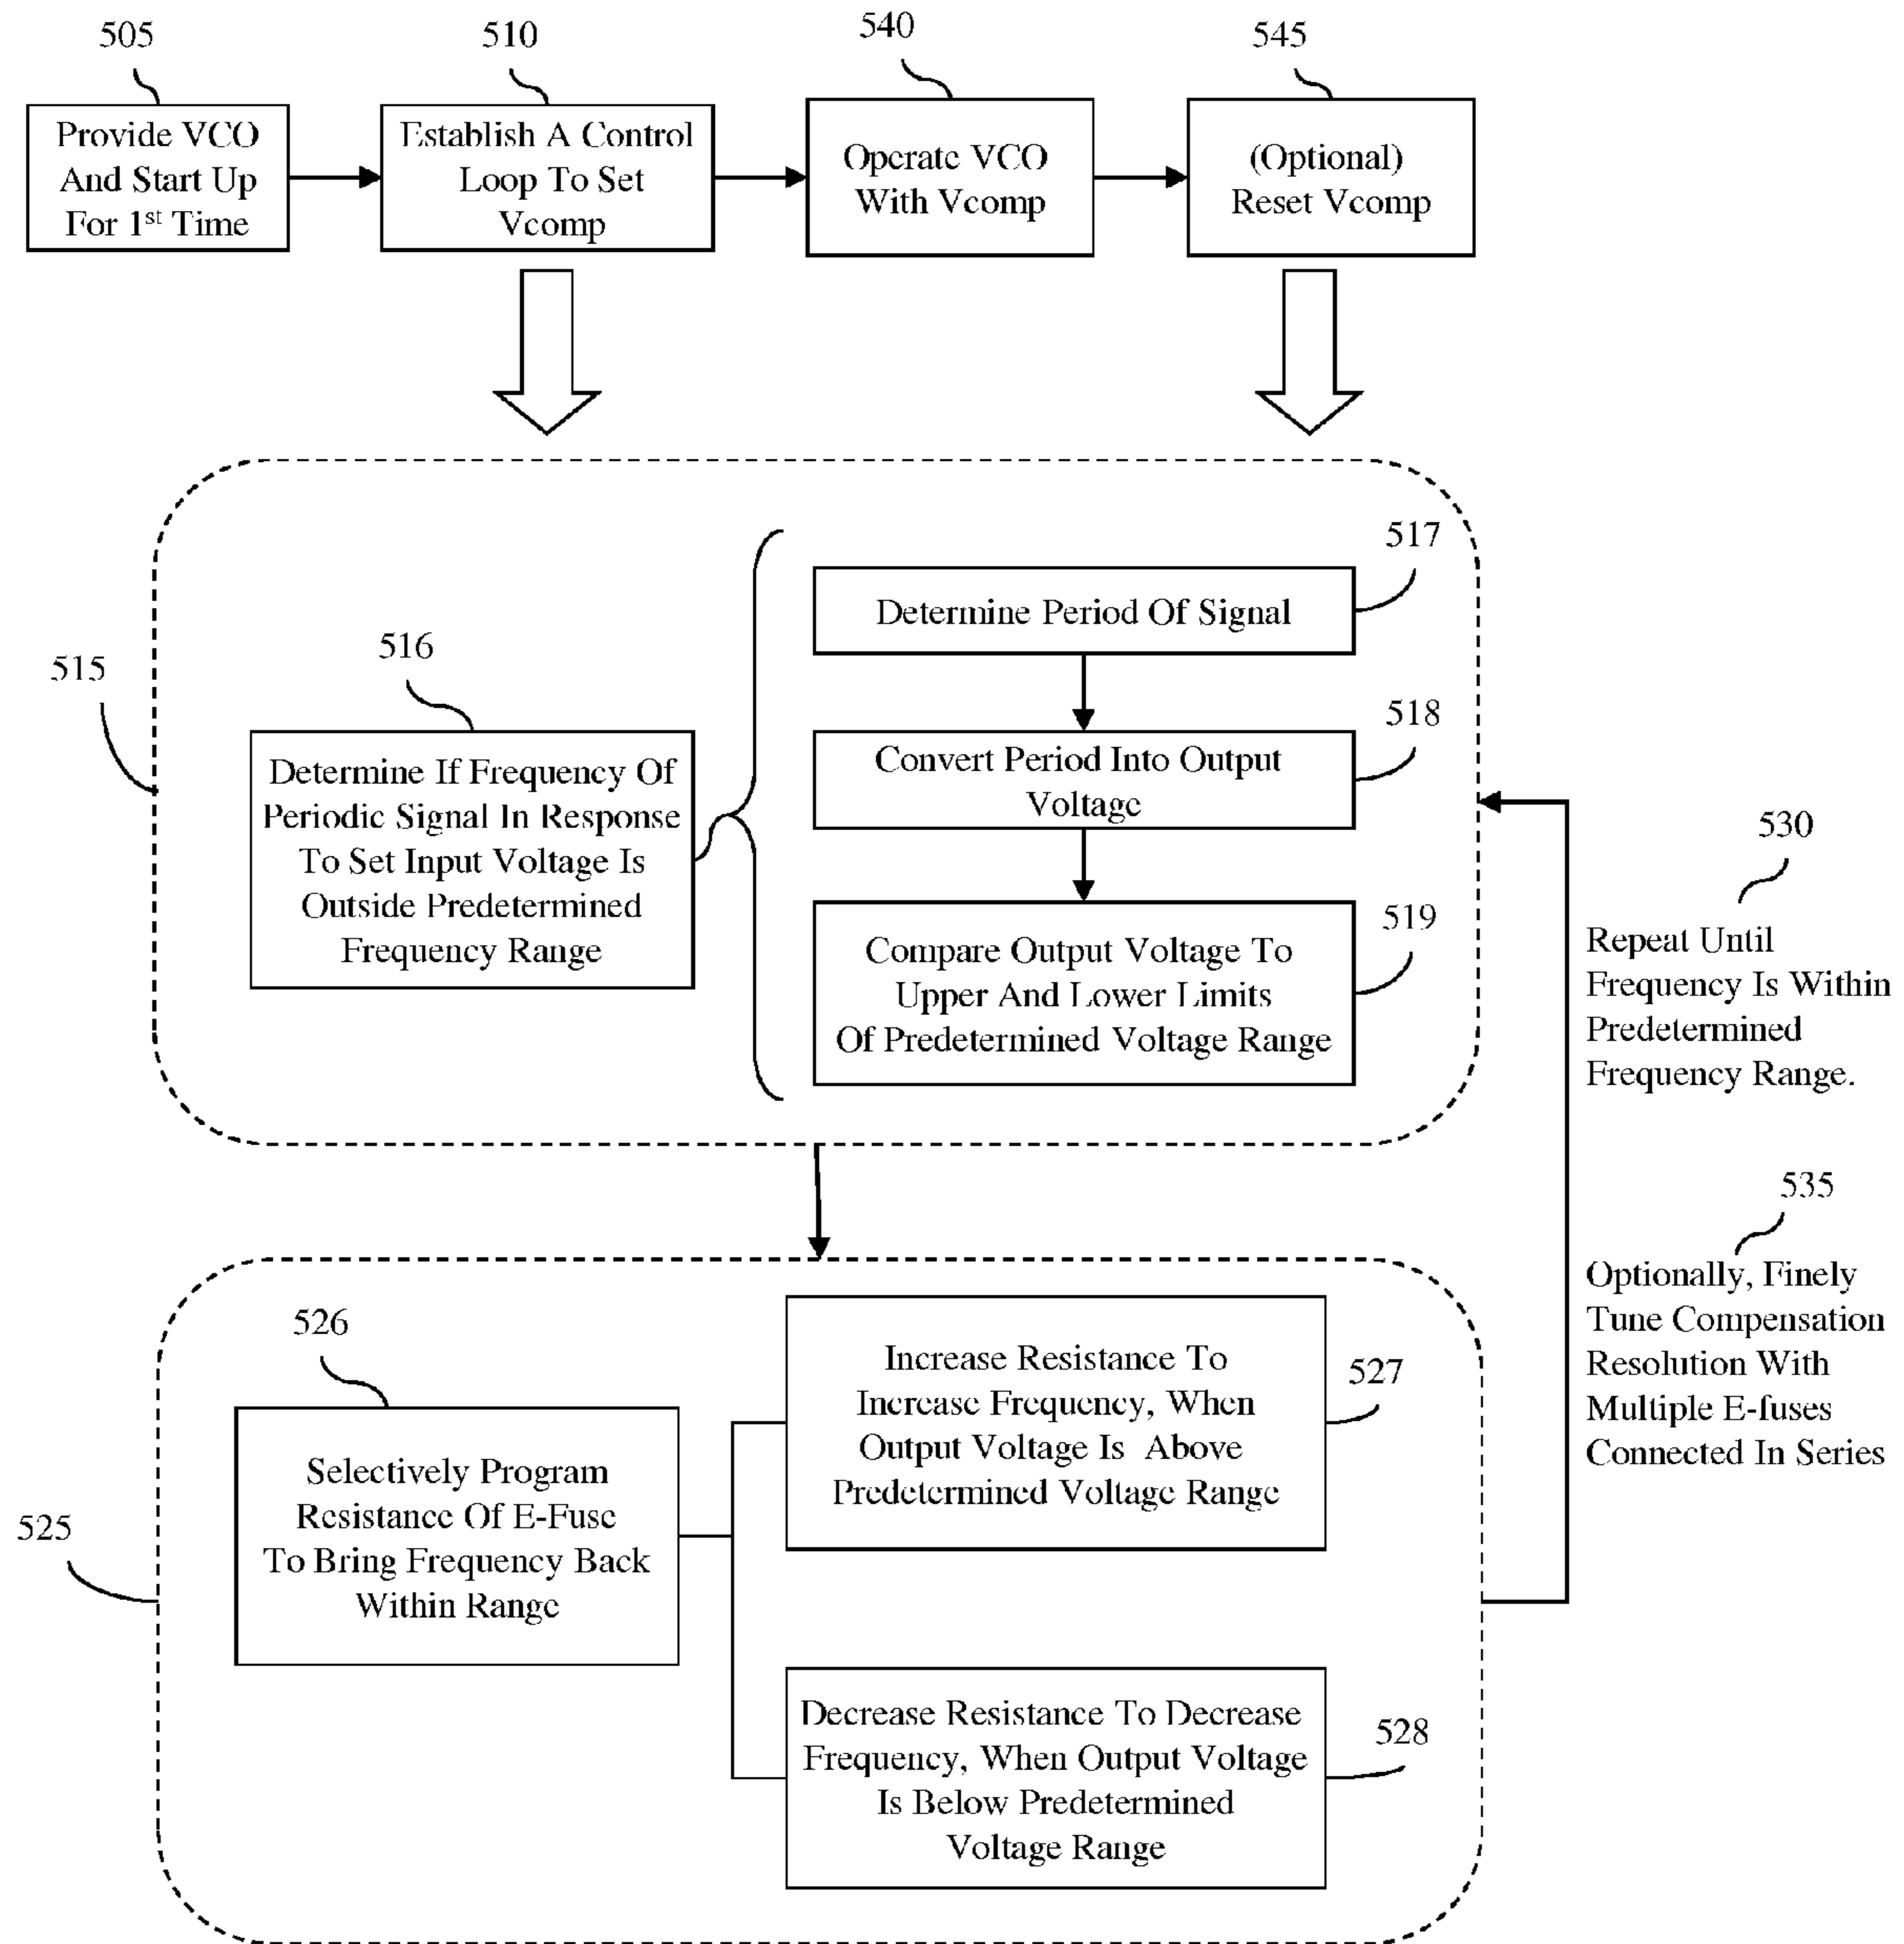 505
510
540
545
Provide VCO
And Start Up
For 1st Time
Establish A Control
Loop To Set
Vcomp
Operate VCO
With Vcomp
(Optional)
Reset Vcomp
515
516
Determine If Frequency Of
Periodic Signal In Response
To Set Input Voltage Is
Outside Predetermined
Frequency Range
517
Determine Period Of Signal
518
Convert Period Into Output
Voltage
519
Compare Output Voltage To
Upper And Lower Limits
Of Predetermined Voltage Range
530
Repeat Until
Frequency Is Within
Predetermined
Frequency Range.
535
Optionally, Finely
Tune Compensation
Resolution With
Multiple E-fuses
Connected In Series
525
526
Selectively Program
Resistance Of E-Fuse
To Bring Frequency Back
Within Range
527
Increase Resistance To
Increase Frequency, When
Output Voltage Is Above
Predetermined Voltage Range
528
Decrease Resistance To Decrease
Frequency, When Output Voltage
Is Below Predetermined
Voltage Range